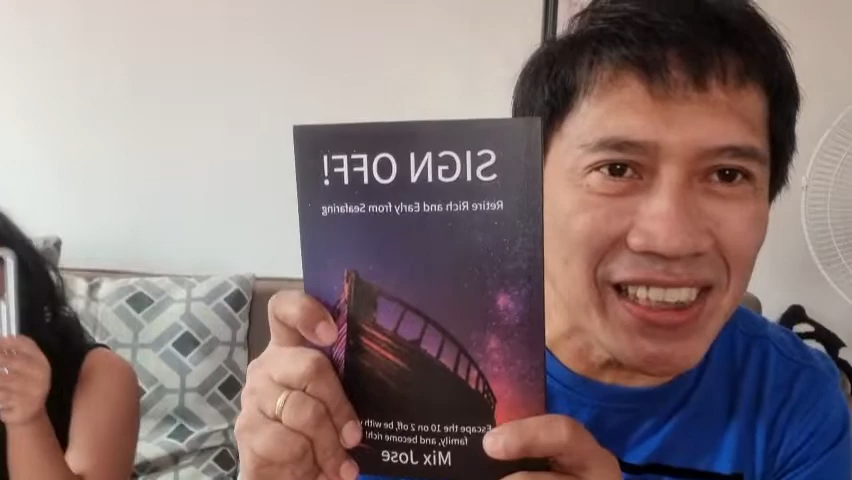 SIGN OFF!
Retire Rich and Early from Seafaring
Escape the 10 on 2 off, be with
family, and become rich!
Mix Jose